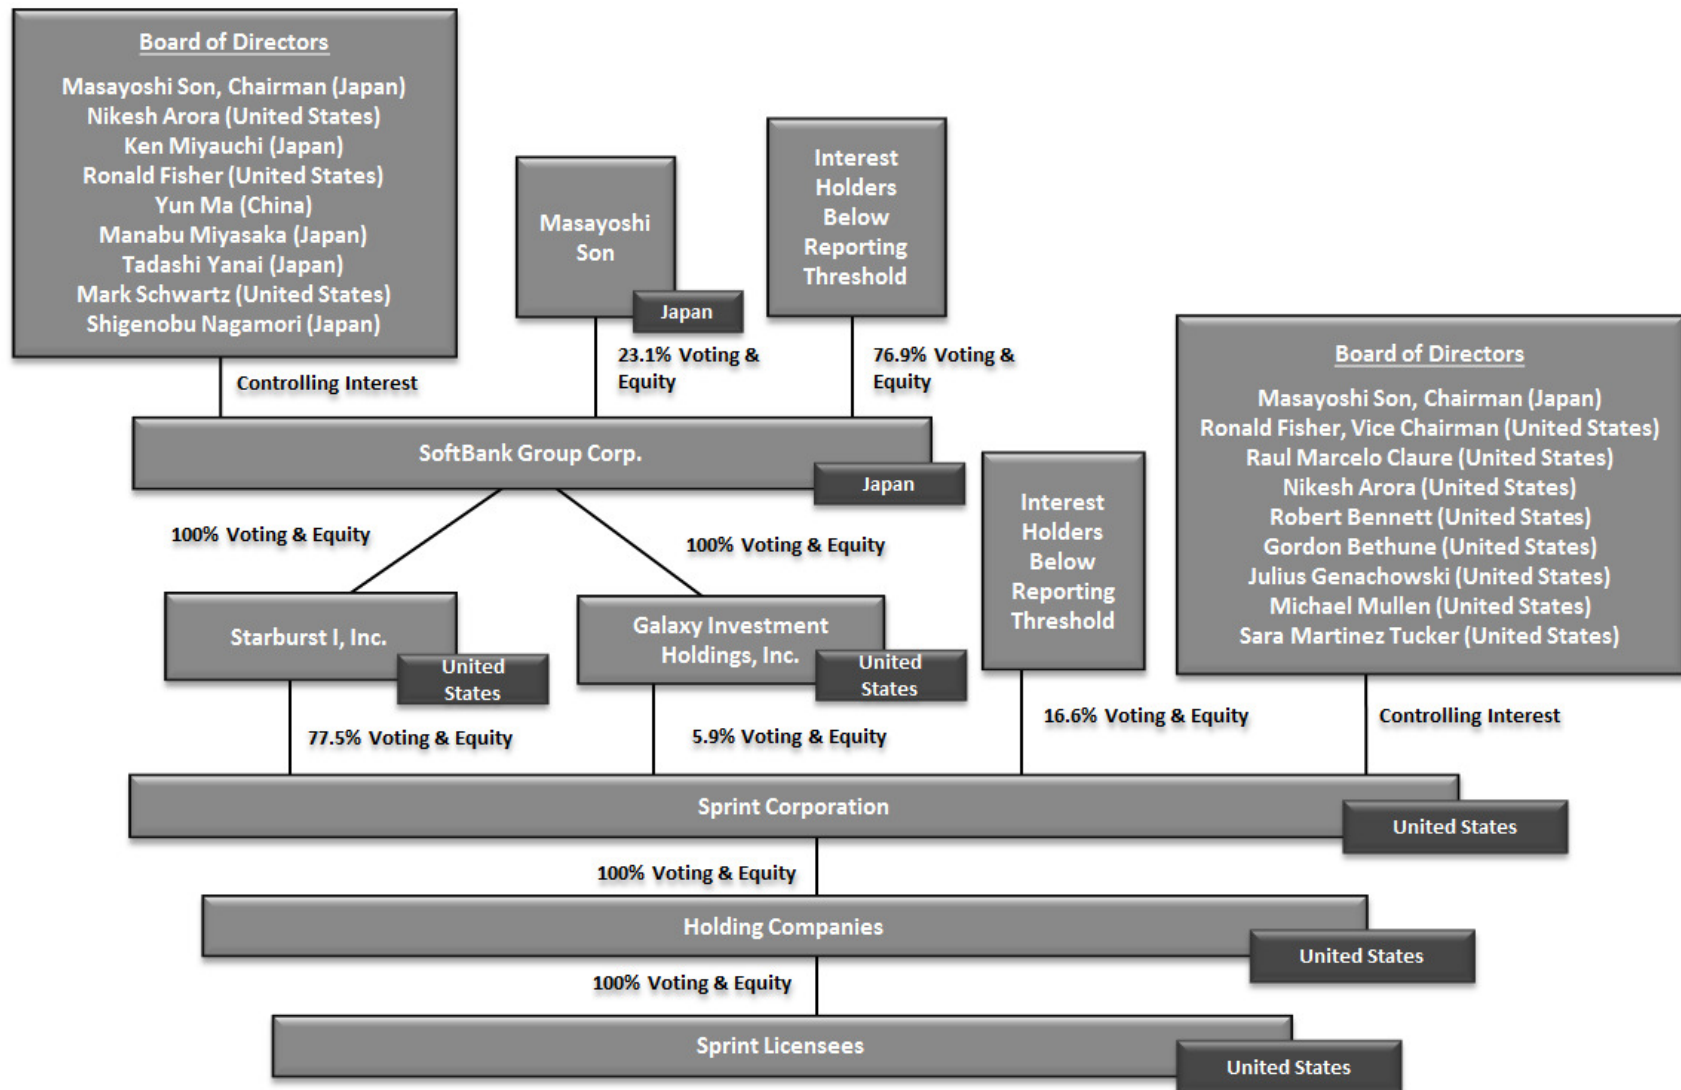 Board of Directors
Masayoshi Son, Chairman (Japan)
Nikesh Arora (United States)
Ken Miyauchi (Japan)
Ronald Fisher (United States)
Yun Ma (China)
Manabu Miyasaka (Japan)
Tadashi Yanai (Japan)
Mark Schwartz (United States)
Shigenobu Nagamori (Japan)
Controlling Interest
Masayoshi
Son
Japan
23.1% Voting &
Equity
Interest
Holders
Below
Reporting
Threshold
76.9% Voting &
Equity
SoftBank Group Corp.
Japan
100% Voting & Equity
100% Voting & Equity
Starburst I, Inc.
United
States
77.5% Voting & Equity
Galaxy Investment
Holdings, Inc.
United
States
5.9% Voting & Equity
Interest
Holders
Below
Reporting
Threshold
16.6% Voting & Equity
Board of Directors
Masayoshi Son, Chairman (Japan)
Ronald Fisher, Vice Chairman (United States)
Raul Marcelo Claure (United States)
Nikesh Arora (United States)
Robert Bennett (United States)
Gordon Bethune (United States)
Julius Genachowski (United States)
Michael Mullen (United States)
Sara Martinez Tucker (United States)
Controlling Interest
Sprint Corporation
United States
100% Voting & Equity
Holding Companies
United States
100% Voting & Equity
Sprint Licensees
United States